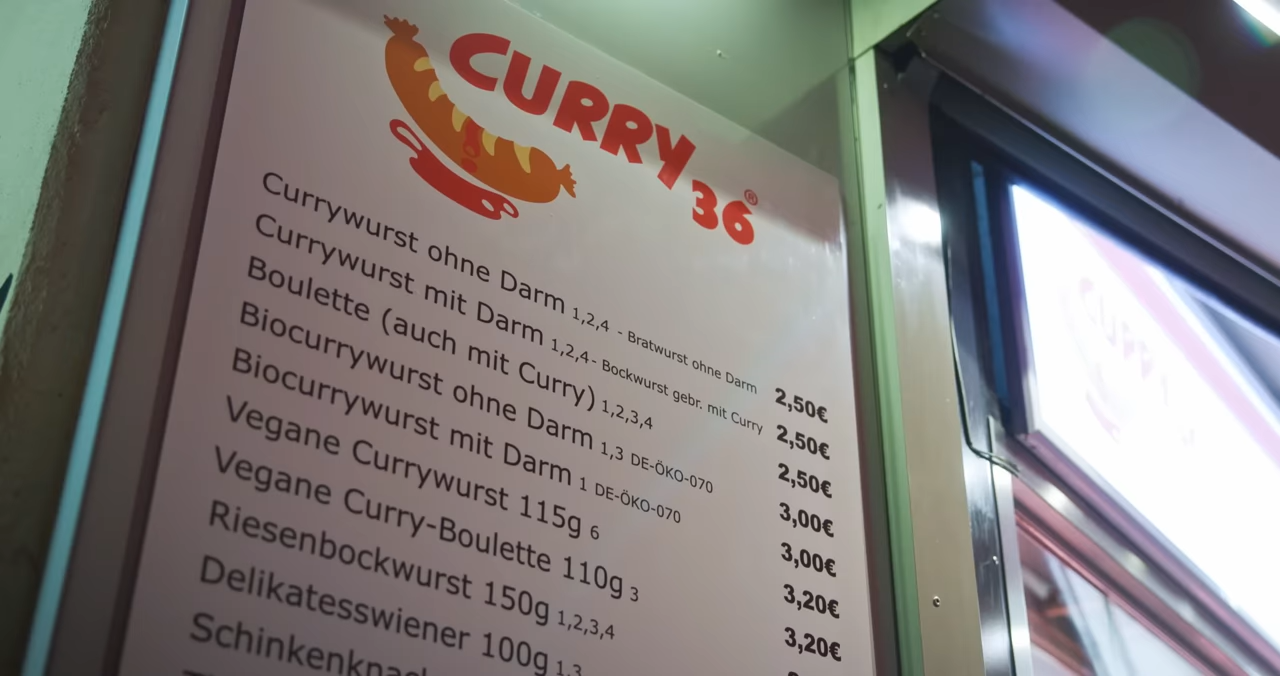 CURRY 36®
Currywurst ohne Darm 1,2,4 - Bratwurst ohne Darm 2,50€
Currywurst mit Darm 1,2,4- Bockwurst gebr. mit Curry 2,50€
Boulette (auch mit Curry) 1,2,3,4 2,50€
Biocurrywurst ohne Darm 1,3 DE-ÖKO-070 3,00€
Biocurrywurst mit Darm 1 DE-ÖKO-070 3,00€
Vegane Currywurst 115g 6 3,20€
Vegane Curry-Boulette 110g 3 3,20€
Riesenbockwurst 150g 1,2,3,4
Delikatesswiener 100g 1,3
CURRY